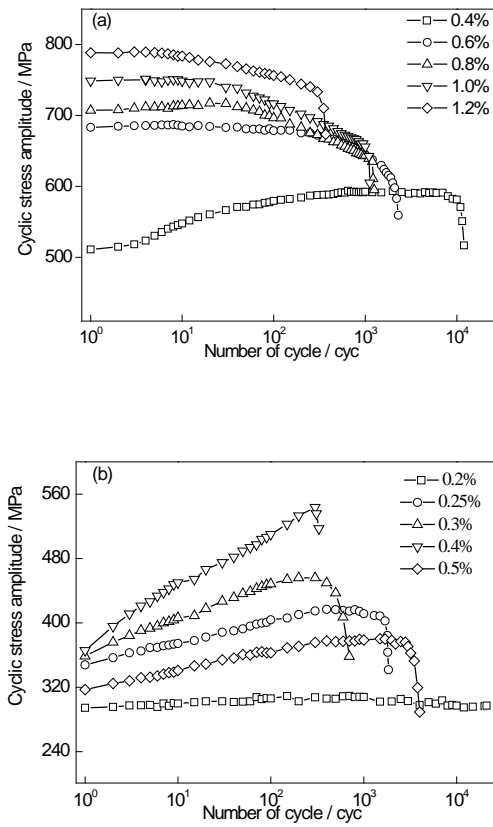 (a)
0.4%
0.6%
0.8%
1.0%
1.2%
800
700
600
500
Cyclic stress amplitude / MPa
10^0 10^1 10^2 10^3 10^4
Number of cycle / cyc
(b)
0.2%
0.25%
0.3%
0.4%
0.5%
560
480
400
320
240
Cyclic stress amplitude / MPa
10^0 10^1 10^2 10^3 10^4
Number of cycle / cyc